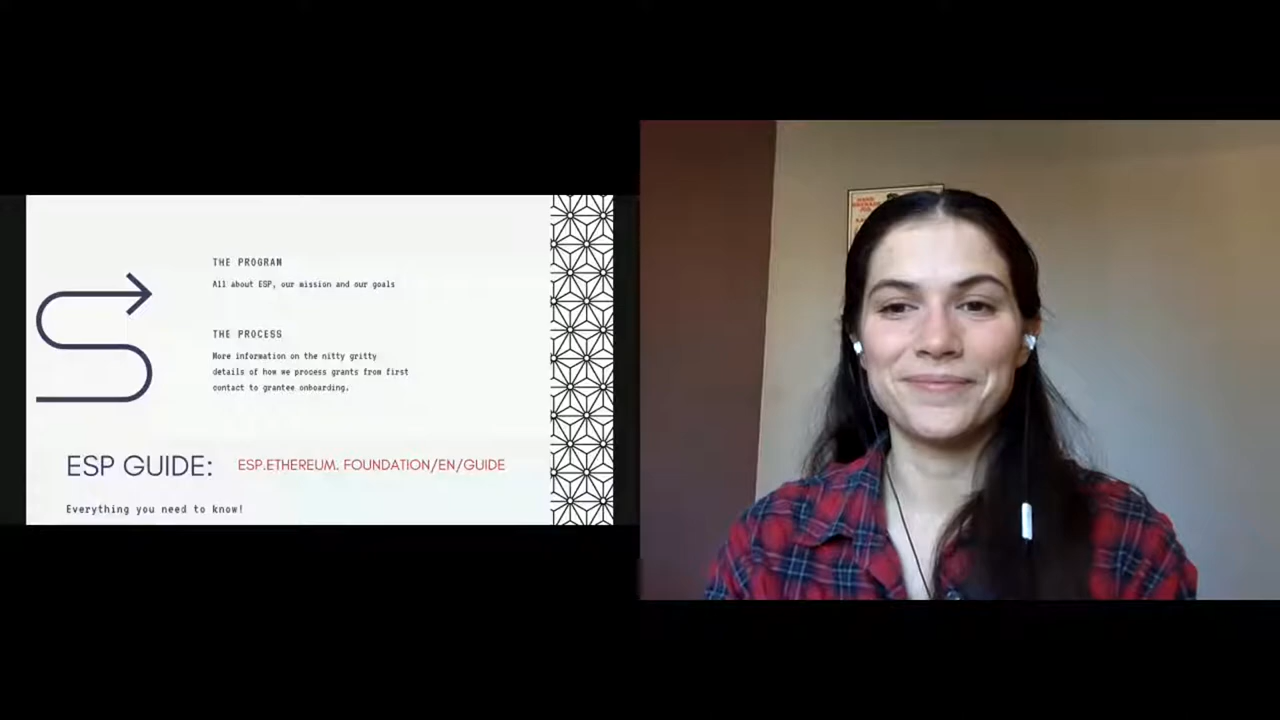 THE PROGRAM
All about ESP, our mission and our goals
THE PROCESS
More information on the nitty gritty
details of how we process grants from first
contact to grantee onboarding.
ESP GUIDE: ESP.ETHEREUM. FOUNDATION/EN/GUIDE
Everything you need to know!